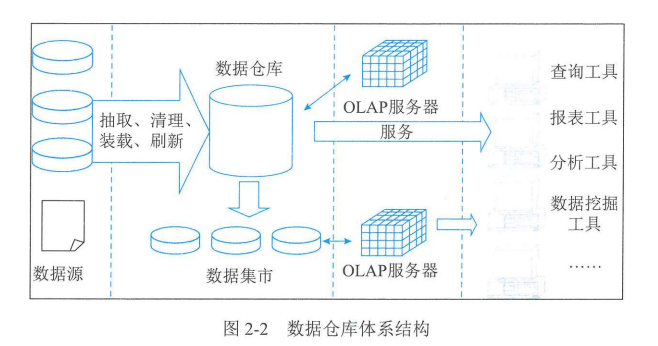 数据仓库
抽取、清理、
装载、刷新
OLAP服务器
服务
查询工具
报表工具
分析工具
数据挖掘
工具
……
数据源
数据集市
OLAP服务器
图 2-2 数据仓库体系结构